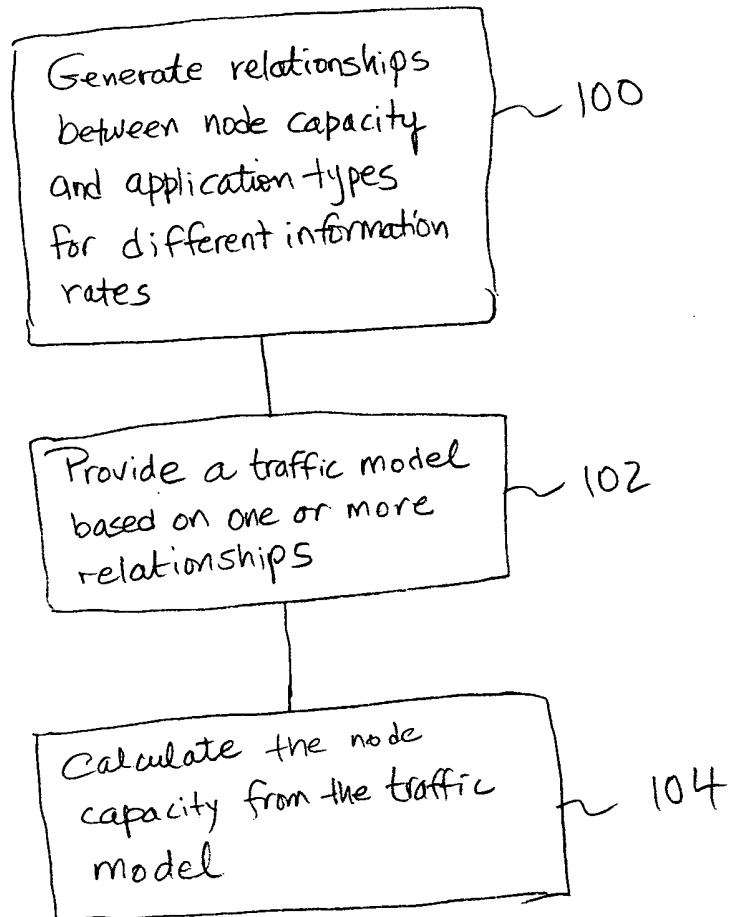 Generate relationships
between node capacity
and application types
for different information
rates
100
Provide a traffic model
based on one or more
relationships
102
Calculate the node
capacity from the traffic
model
104